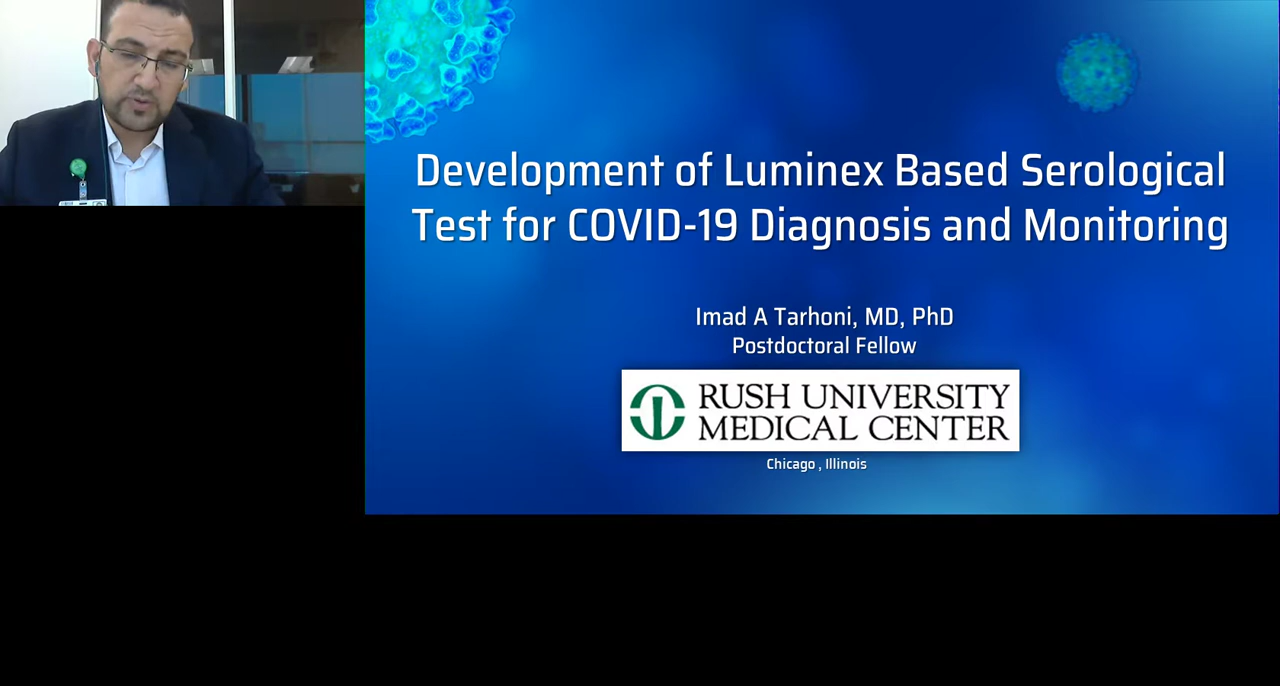 Development of Luminex Based Serological
Test for COVID-19 Diagnosis and Monitoring
Imad A Tarhoni, MD, PhD
Postdoctoral Fellow
RUSH UNIVERSITY
MEDICAL CENTER
Chicago , Illinois